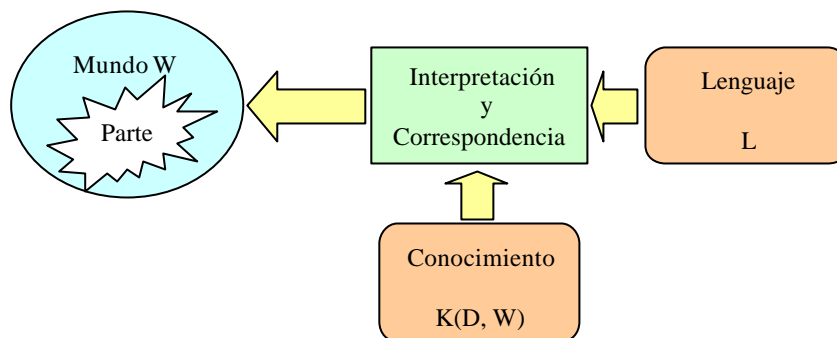 Mundo W
Parte
Interpretación
y
Correspondencia
Lenguaje
L
Conocimiento
K(D, W)